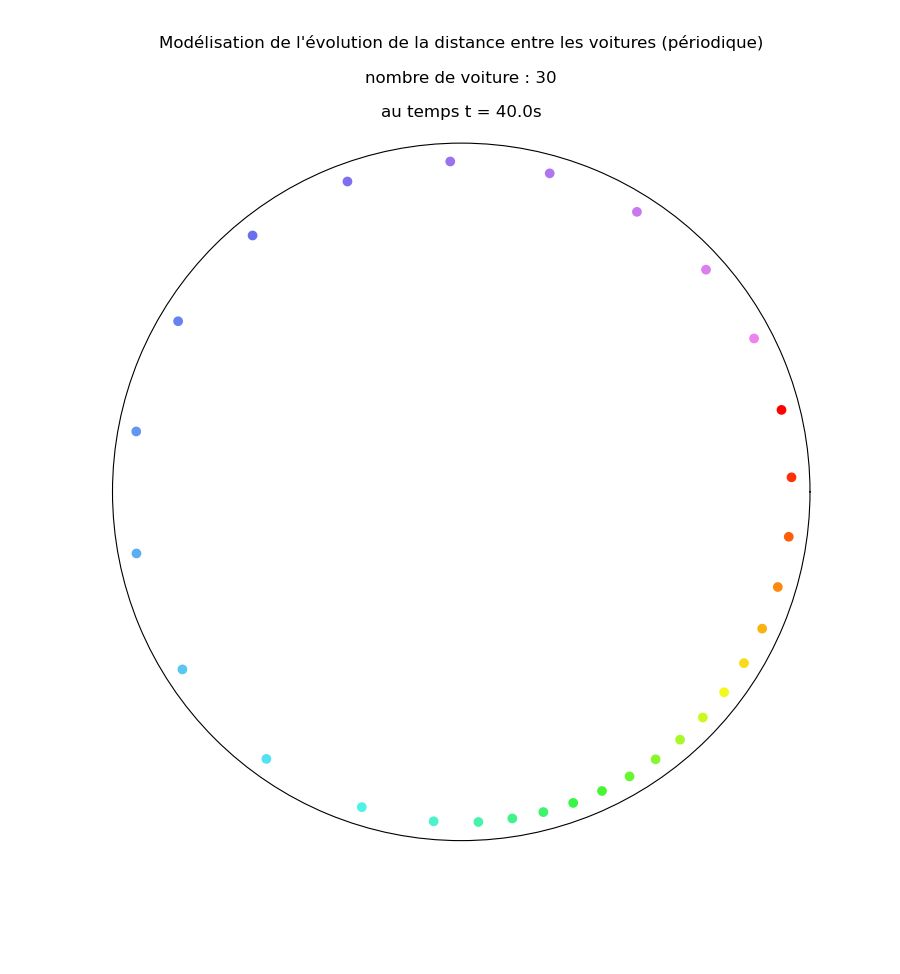 Modélisation de l'évolution de la distance entre les voitures (périodique)
nombre de voiture : 30
au temps t = 40.0s